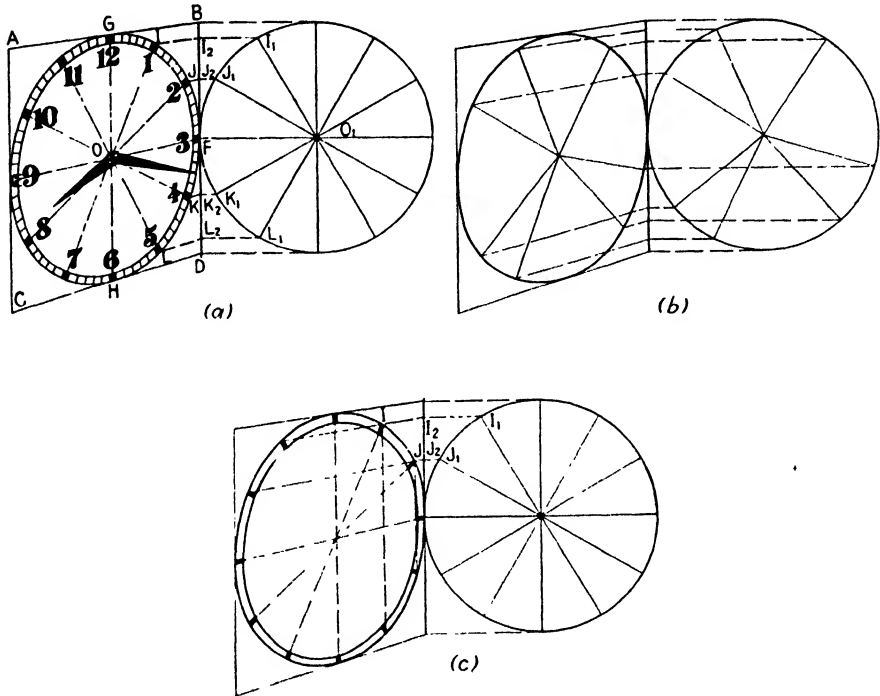 A
G
B
12
11
1
I₂
I₁
10
2
J J₂ J₁
O
3
F
O₁
9
8
4
K K₂ K₁
7
6
5
L
L₂
L₁
C
H
D
(a)
(b)
I₂
I₁
J J₂ J₁
(c)